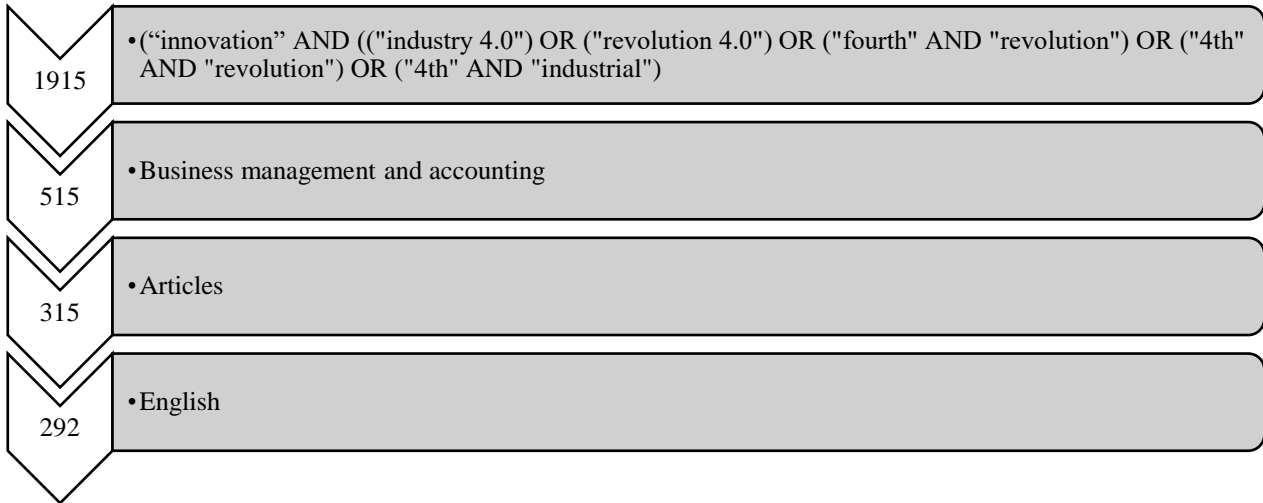 1915
•(“innovation” AND (("industry 4.0") OR ("revolution 4.0") OR ("fourth" AND "revolution") OR ("4th"
AND "revolution") OR ("4th" AND "industrial")
515
•Business management and accounting
315
•Articles
292
•English